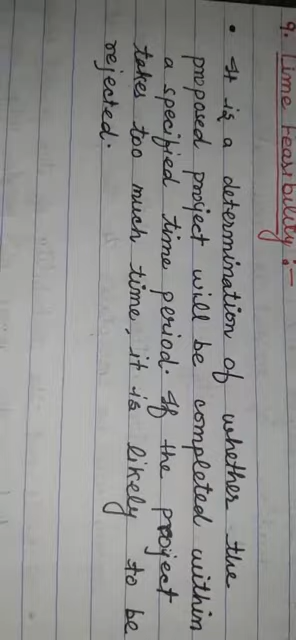 9. Time feasibility :-
• It is a determination of whether the
proposed project will be completed within
a specified time period. If the project
takes too much time, it is likely to be
rejected.